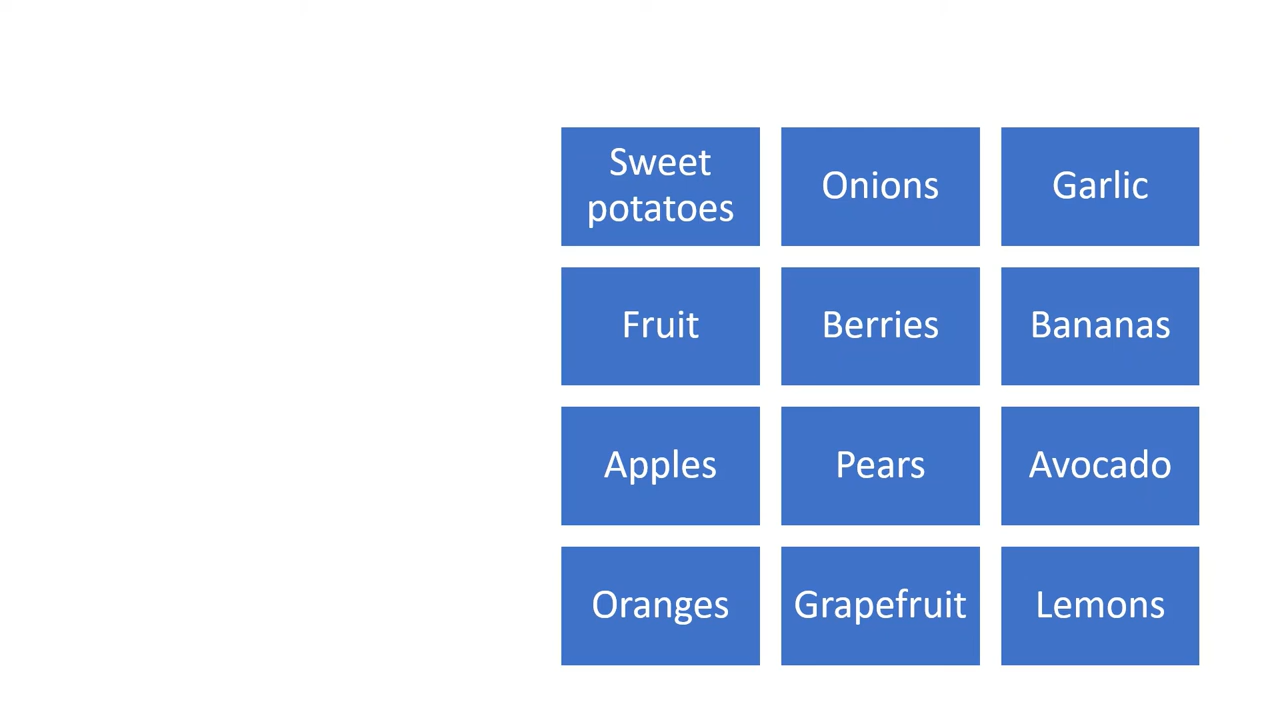 Sweet
potatoes
Onions
Garlic
Fruit
Berries
Bananas
Apples
Pears
Avocado
Oranges
Grapefruit
Lemons